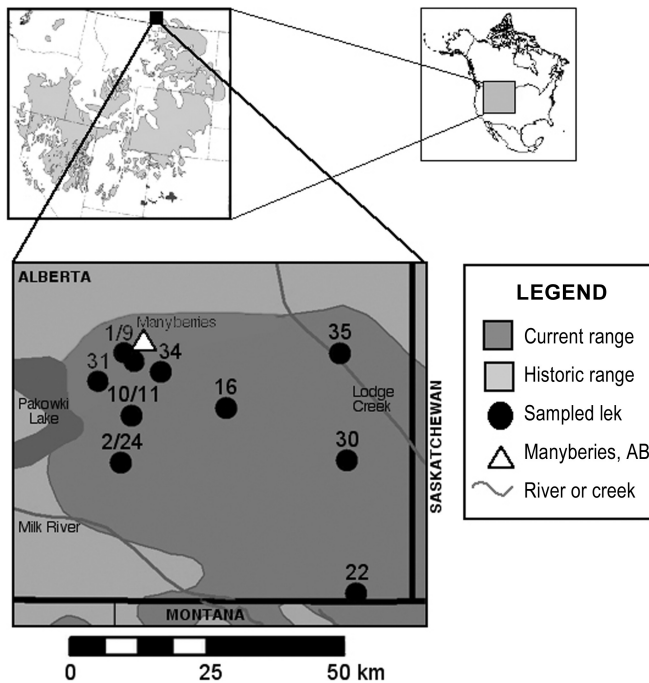 ALBERTA
1/9
Manyberries
35
31
34
10/11
16
Lodge
Creek
Pakowki
Lake
2/24
30
Milk River
22
MONTANA
SASKATCHEWAN
0
25
50 km
LEGEND
Current range
Historic range
Sampled lek
Manyberies, AB
River or creek